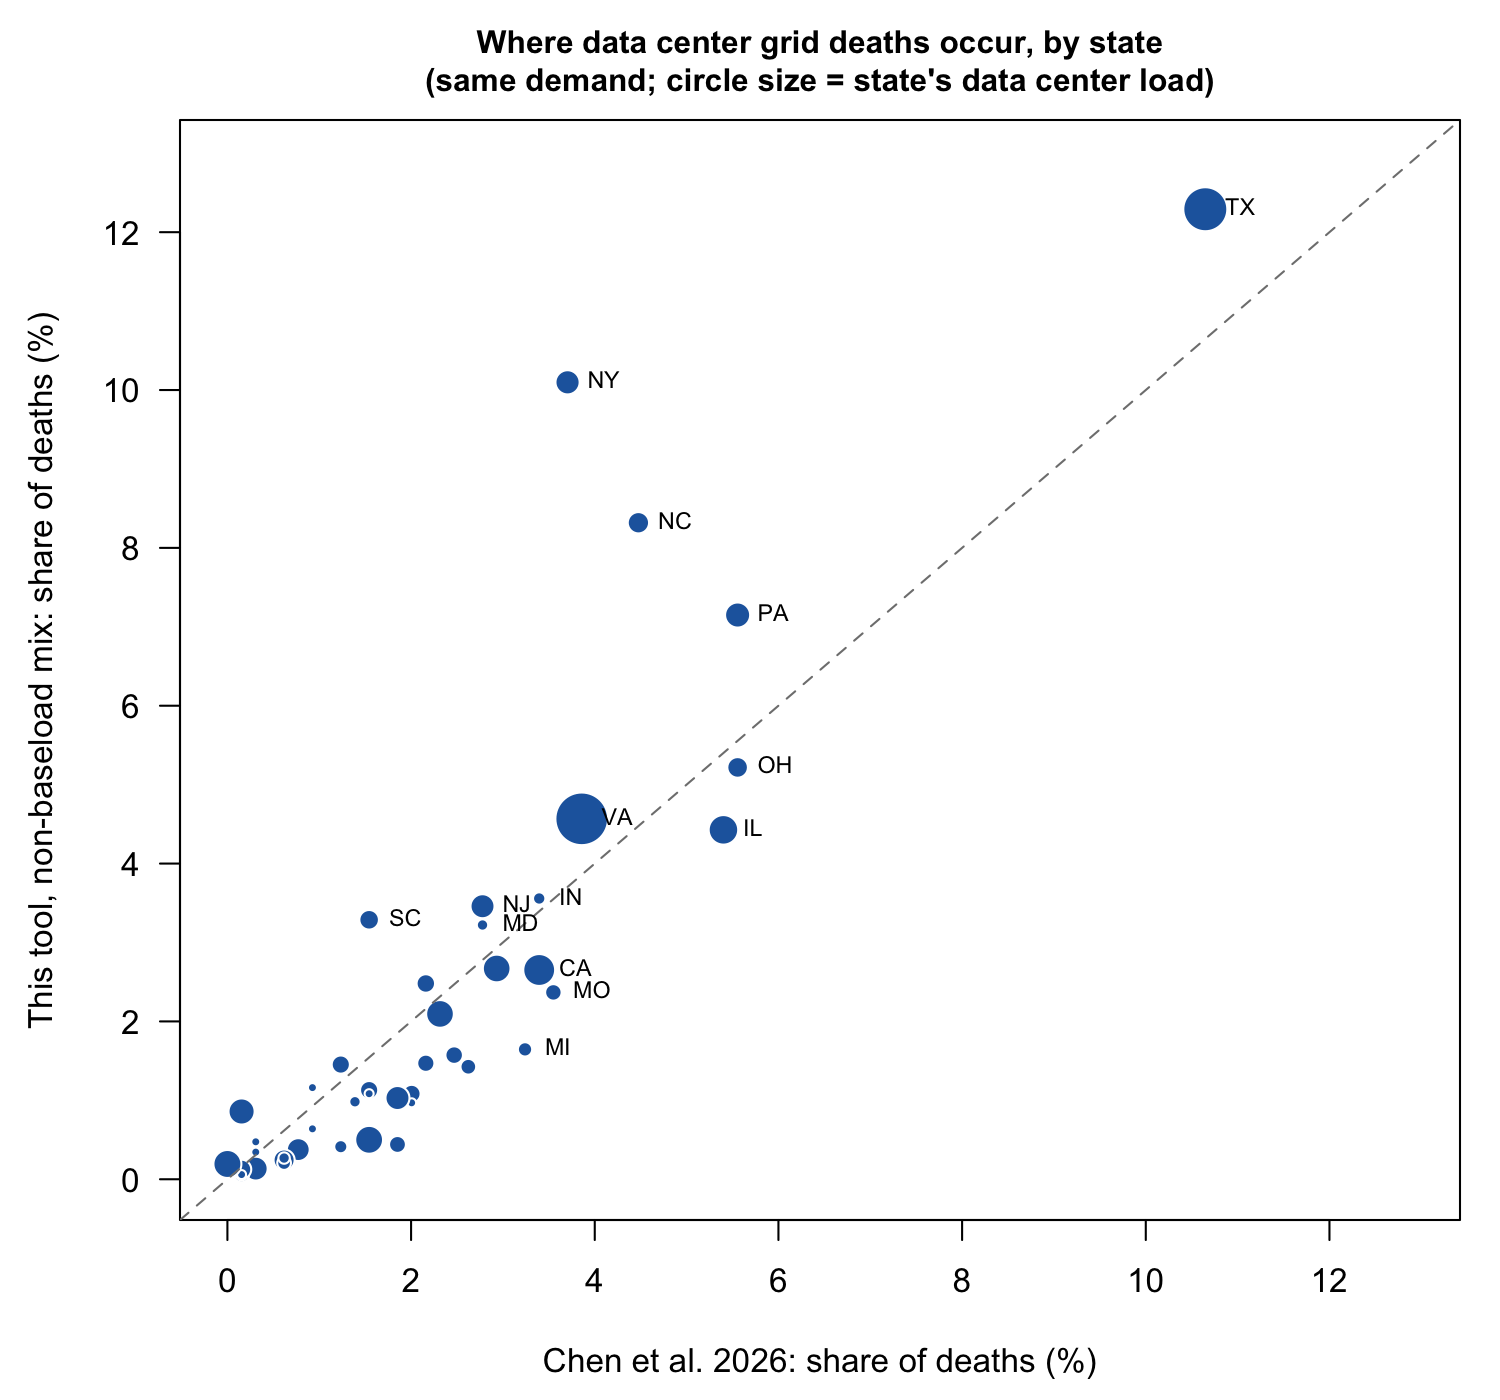 Where data center grid deaths occur, by state
(same demand; circle size = state's data center load)
This tool, non-baseload mix: share of deaths (%)
12
10
8
6
4
2
0
TX
NY
NC
PA
OH
VA
IL
IN
NJ
SC
MD
CA
MO
MI
0 2 4 6 8 10 12
Chen et al. 2026: share of deaths (%)